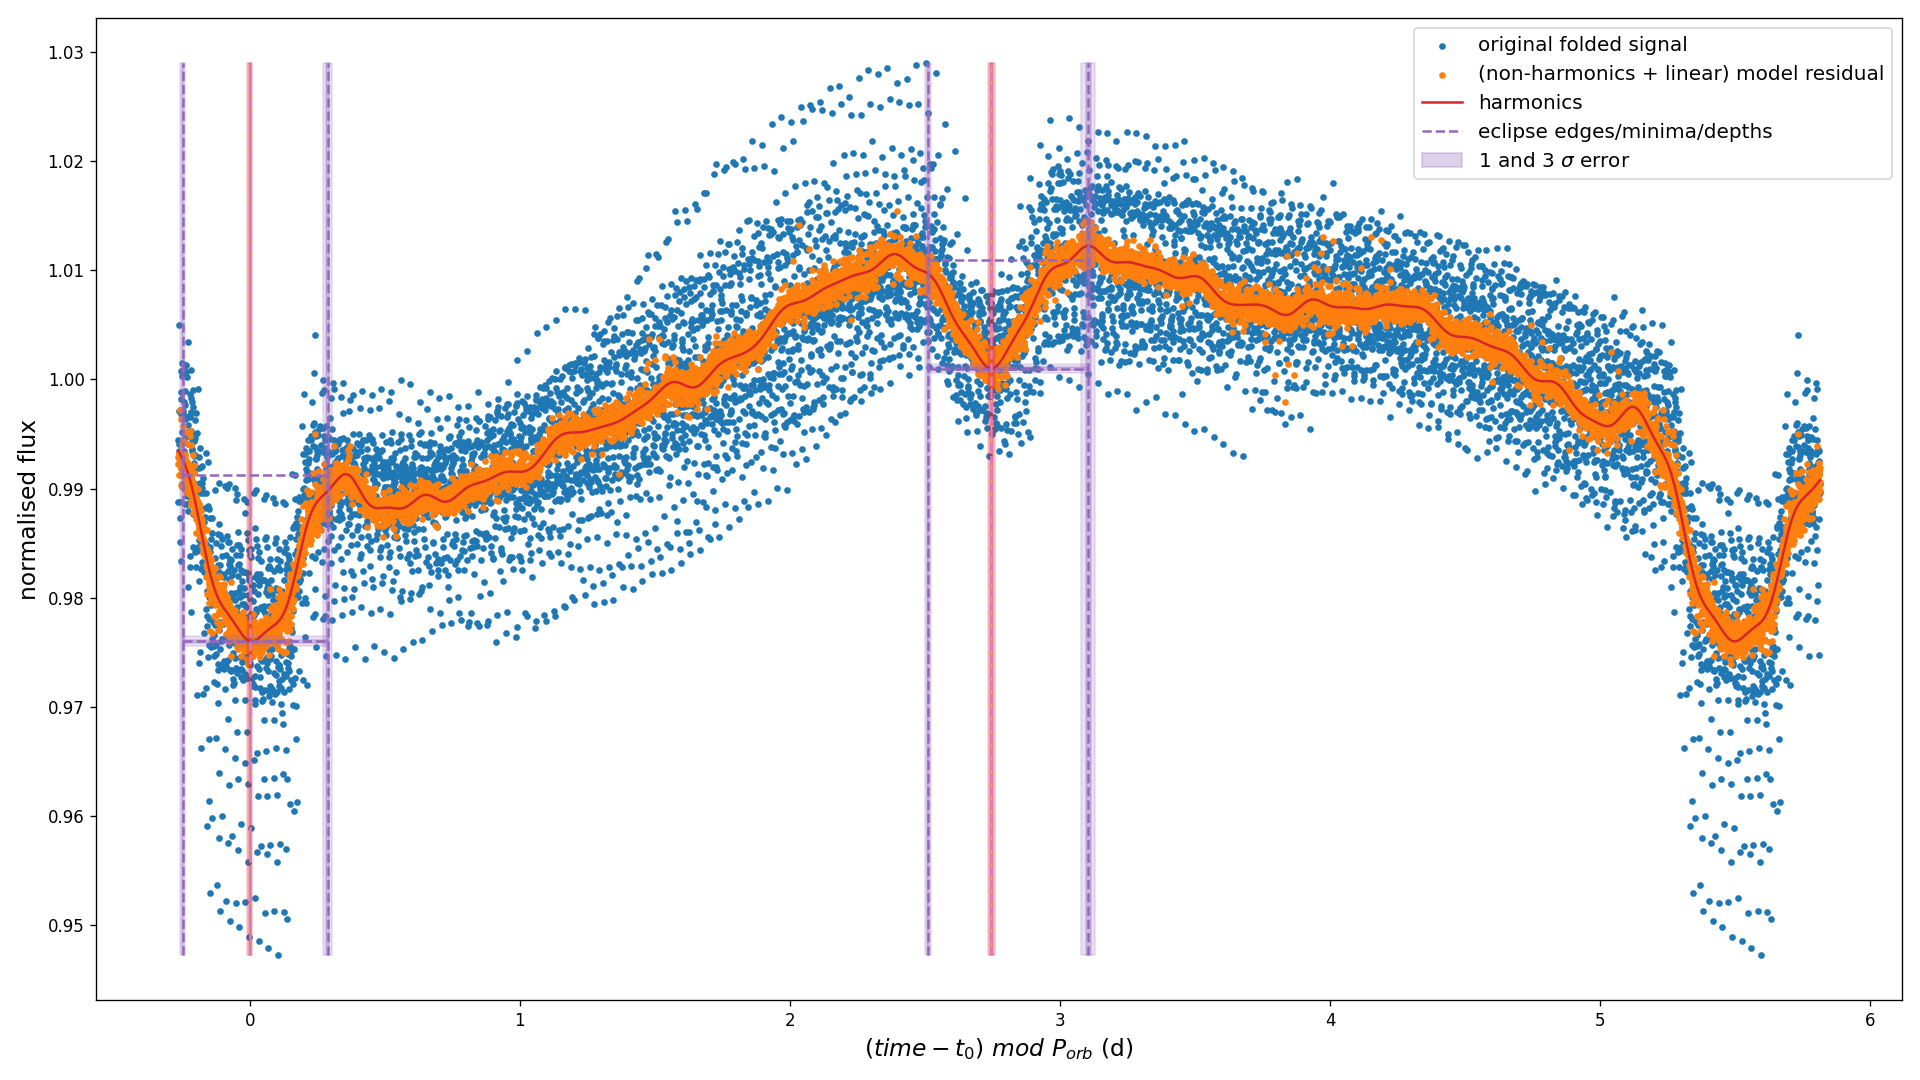 original folded signal
(non-harmonics + linear) model residual
harmonics
eclipse edges/minima/depths
1 and 3 σ error
normalised flux
1.03
1.02
1.01
1.00
0.99
0.98
0.97
0.96
0.95
0 1 2 3 4 5 6
(time − t₀) mod Pₒᵣb (d)